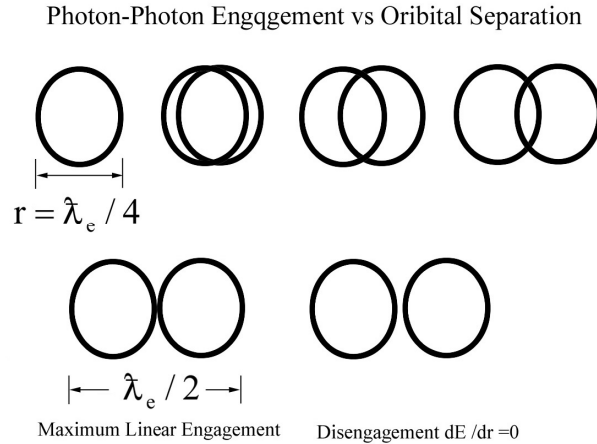 Photon-Photon Engqgement vs Oribital Separation
r = ƛₑ / 4
ƛₑ / 2
Maximum Linear Engagement
Disengagement dE /dr =0